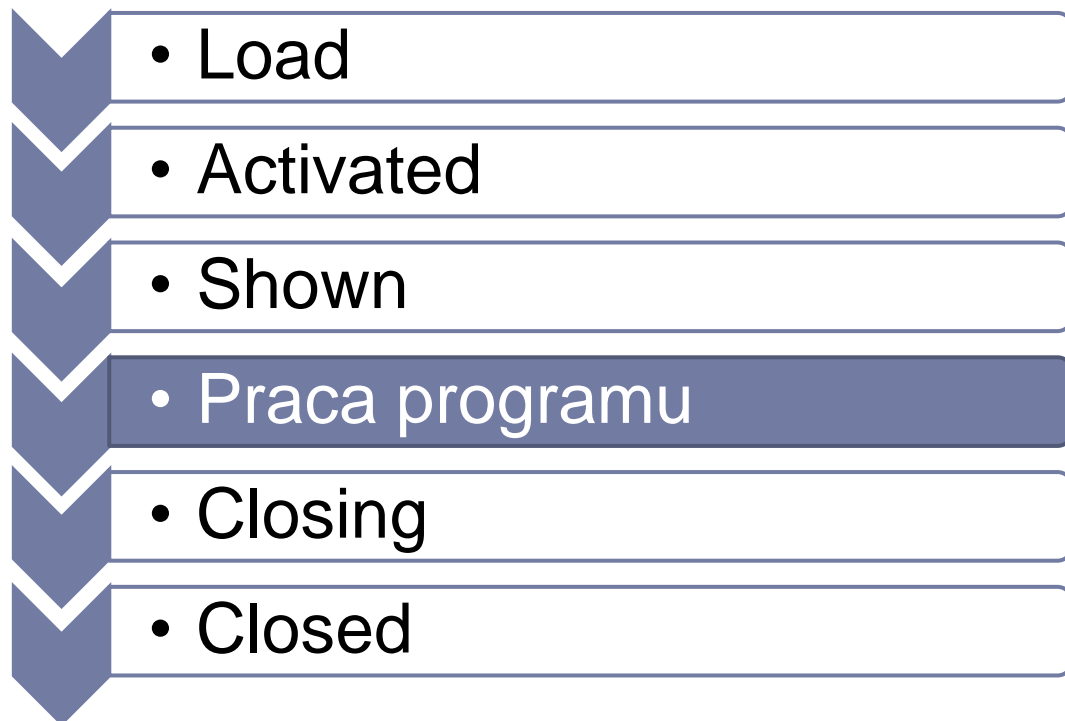 • Load
• Activated
• Shown
• Praca programu
• Closing
• Closed